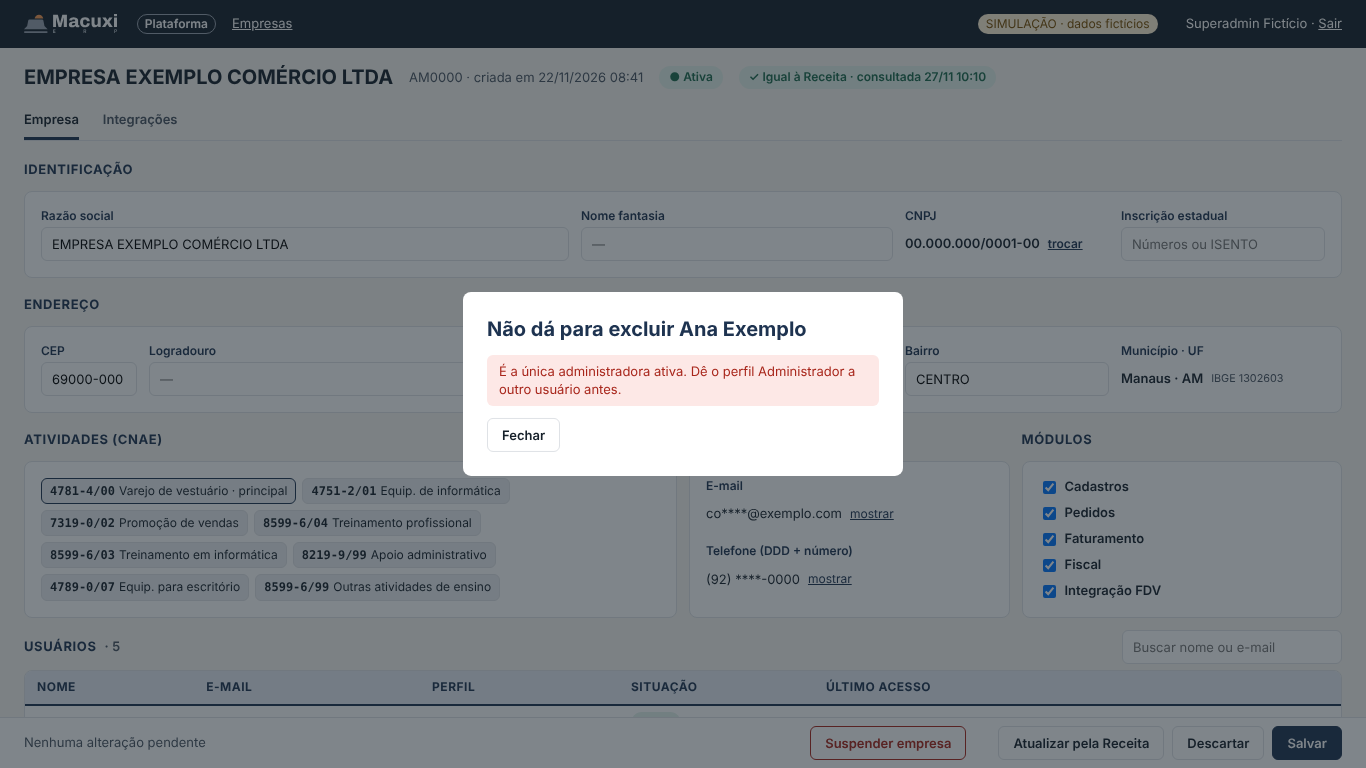 Macuxi
E R P
Plataforma
Empresas
SIMULAÇÃO · dados fictícios
Superadmin Fictício · Sair
EMPRESA EXEMPLO COMÉRCIO LTDA
AM0000 · criada em 22/11/2026 08:41
Ativa
✓ Igual à Receita · consultada 27/11 10:10
Empresa
Integrações
IDENTIFICAÇÃO
Razão social
Nome fantasia
CNPJ
Inscrição estadual
EMPRESA EXEMPLO COMÉRCIO LTDA
—
00.000.000/0001-00 trocar
Números ou ISENTO
ENDEREÇO
CEP
Logradouro
Bairro
Município · UF
69000-000
—
CENTRO
Manaus · AM IBGE 1302603
Não dá para excluir Ana Exemplo
É a única administradora ativa. Dê o perfil Administrador a
outro usuário antes.
Fechar
ATIVIDADES (CNAE)
4781-4/00 Varejo de vestuário · principal
4751-2/01 Equip. de informática
7319-0/02 Promoção de vendas
8599-6/04 Treinamento profissional
8599-6/03 Treinamento em informática
8219-9/99 Apoio administrativo
4789-0/07 Equip. para escritório
8599-6/99 Outras atividades de ensino
E-mail
co****@exemplo.com mostrar
Telefone (DDD + número)
(92) ****-0000 mostrar
MÓDULOS
Cadastros
Pedidos
Faturamento
Fiscal
Integração FDV
USUÁRIOS · 5
Buscar nome ou e-mail
NOME
E-MAIL
PERFIL
SITUAÇÃO
ÚLTIMO ACESSO
Nenhuma alteração pendente
Suspender empresa
Atualizar pela Receita
Descartar
Salvar